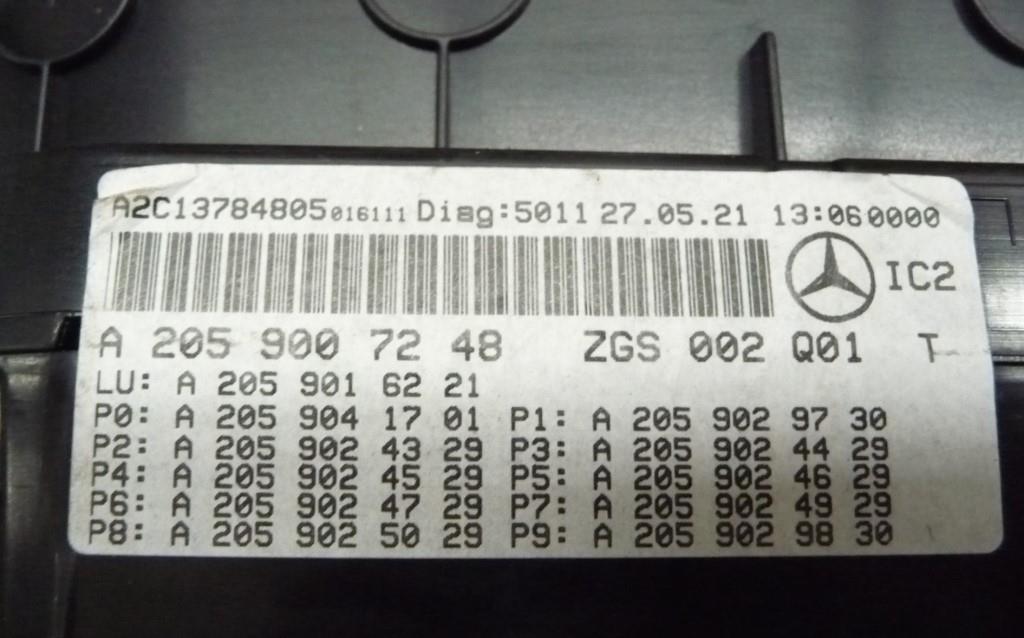 A2C13784805016111 Diag:5011 27.05.21 13:060000
IC2
A 205 900 72 48 ZGS 002 Q01 T
LU: A 205 901 62 21
P0: A 205 904 17 01 P1: A 205 902 97 30
P2: A 205 902 43 29 P3: A 205 902 44 29
P4: A 205 902 45 29 P5: A 205 902 46 29
P6: A 205 902 47 29 P7: A 205 902 49 29
P8: A 205 902 50 29 P9: A 205 902 98 30